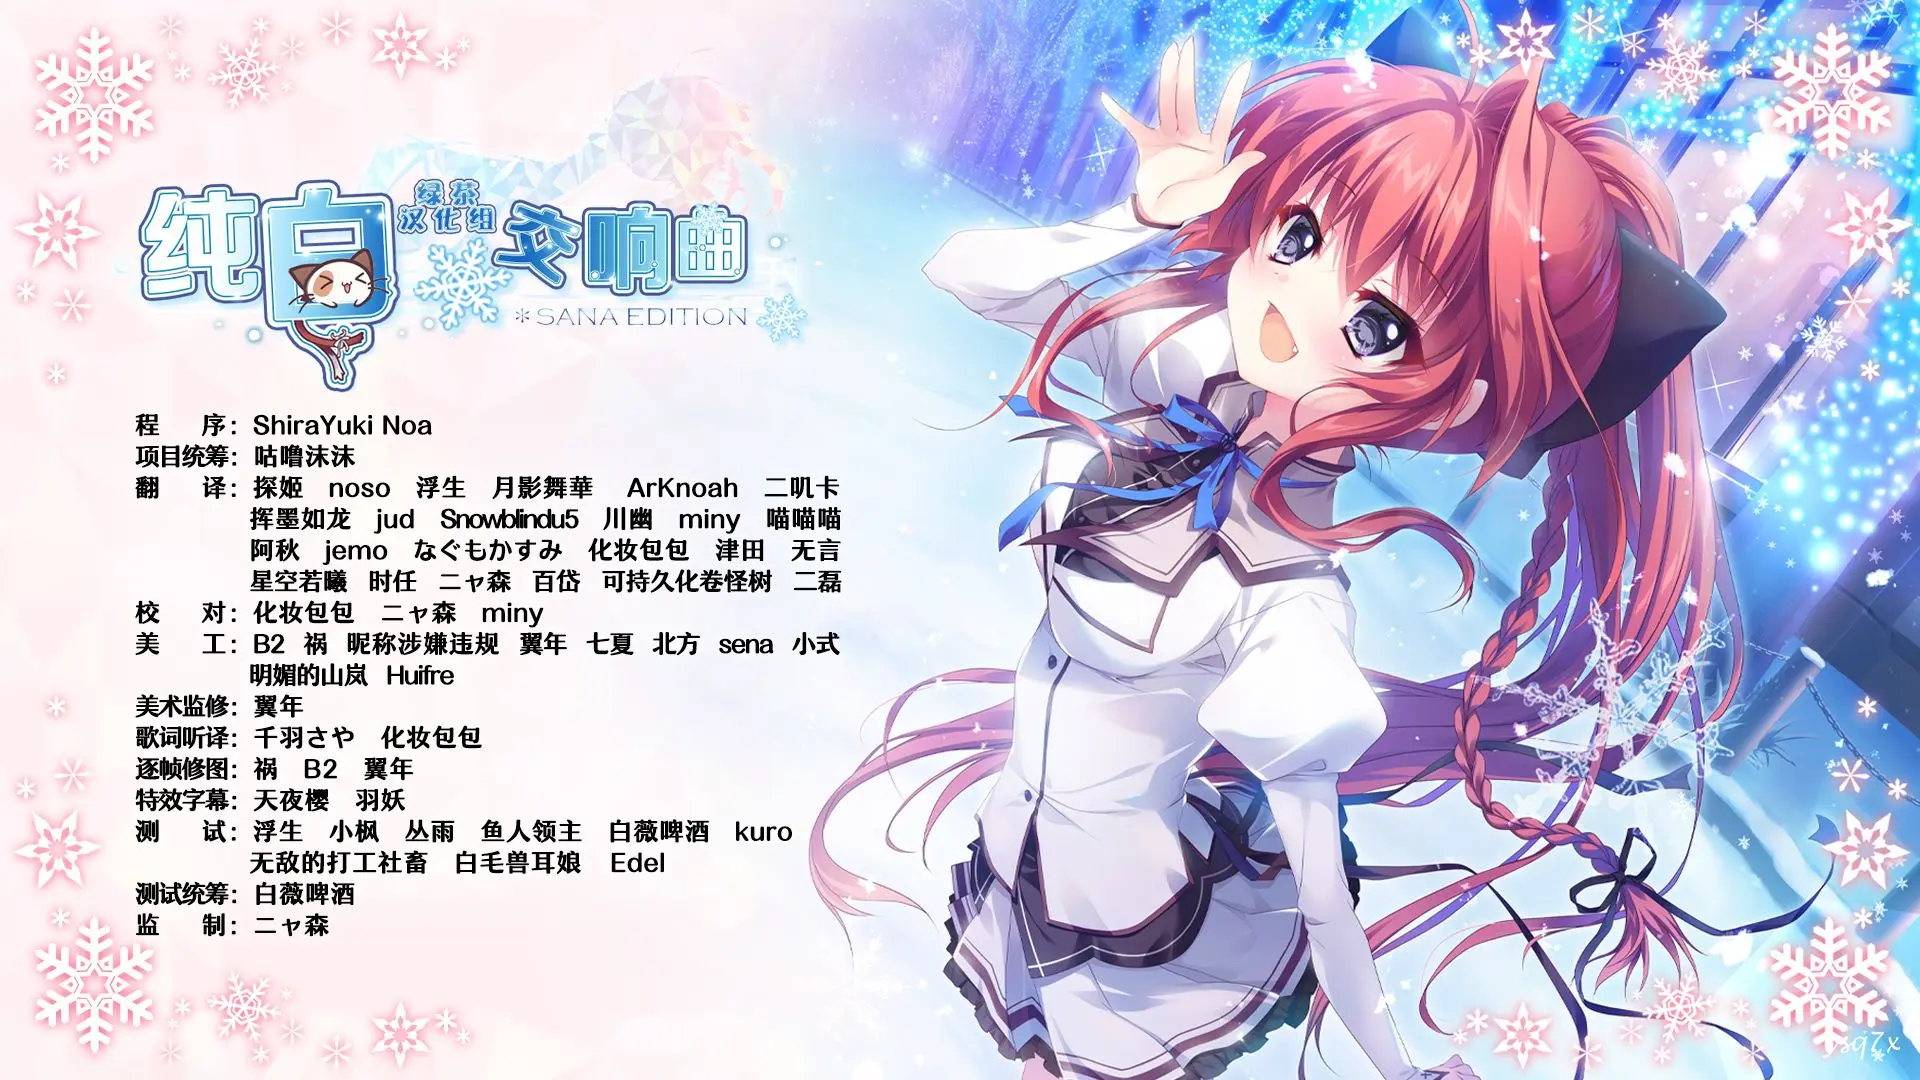 纯白交响曲
绿茶
汉化组
*SANA EDITION
程序：ShiraYuki Noa
项目统筹：咕噜沫沫
翻译：探姬 noso 浮生 月影舞華 ArKnoah 二叽卡
挥墨如龙 jud Snowblindu5 川幽 miny 喵喵喵
阿秋 jemo なぐもかすみ 化妆包包 津田 无言
星空若曦 时任 二ャ森 百岱 可持久化卷怪树 二磊
校对：化妆包包 二ャ森 miny
美工：B2 祸 昵称涉嫌违规 翼年 七夏 北方 sena 小式
明媚的山岚 Huifre
美术监修：翼年
歌词听译：千羽さや 化妆包包
逐帧修图：祸 B2 翼年
特效字幕：天夜樱 羽妖
测试：浮生 小枫 丛雨 鱼人领主 白薇啤酒 kuro
无敌的打工社畜 白毛兽耳娘 Edel
测试统筹：白薇啤酒
监制：二ャ森